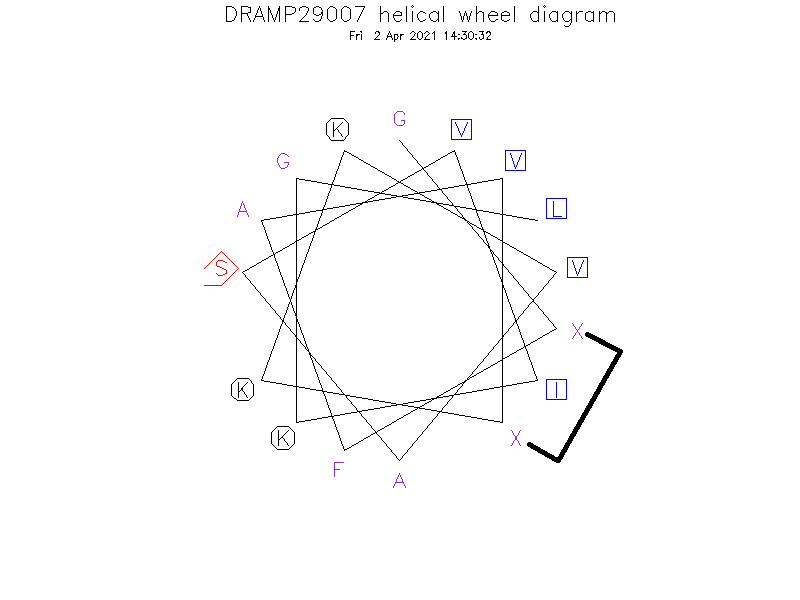 DRAMP29007 helical wheel diagram
Fri 2 Apr 2021 14:30:32
G
K V
G V
A L
S V
X
K I
K X
F
A